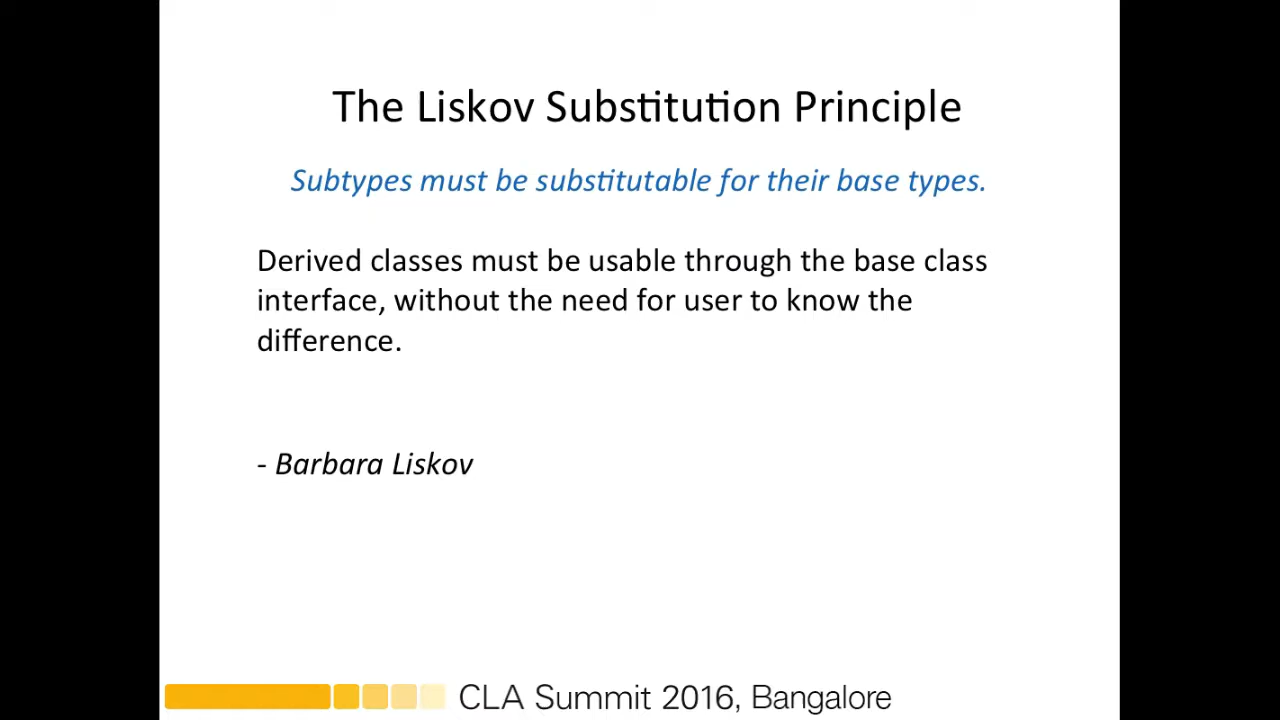 The Liskov Substitution Principle
Subtypes must be substitutable for their base types.
Derived classes must be usable through the base class
interface, without the need for user to know the
difference.
- Barbara Liskov
CLA Summit 2016, Bangalore